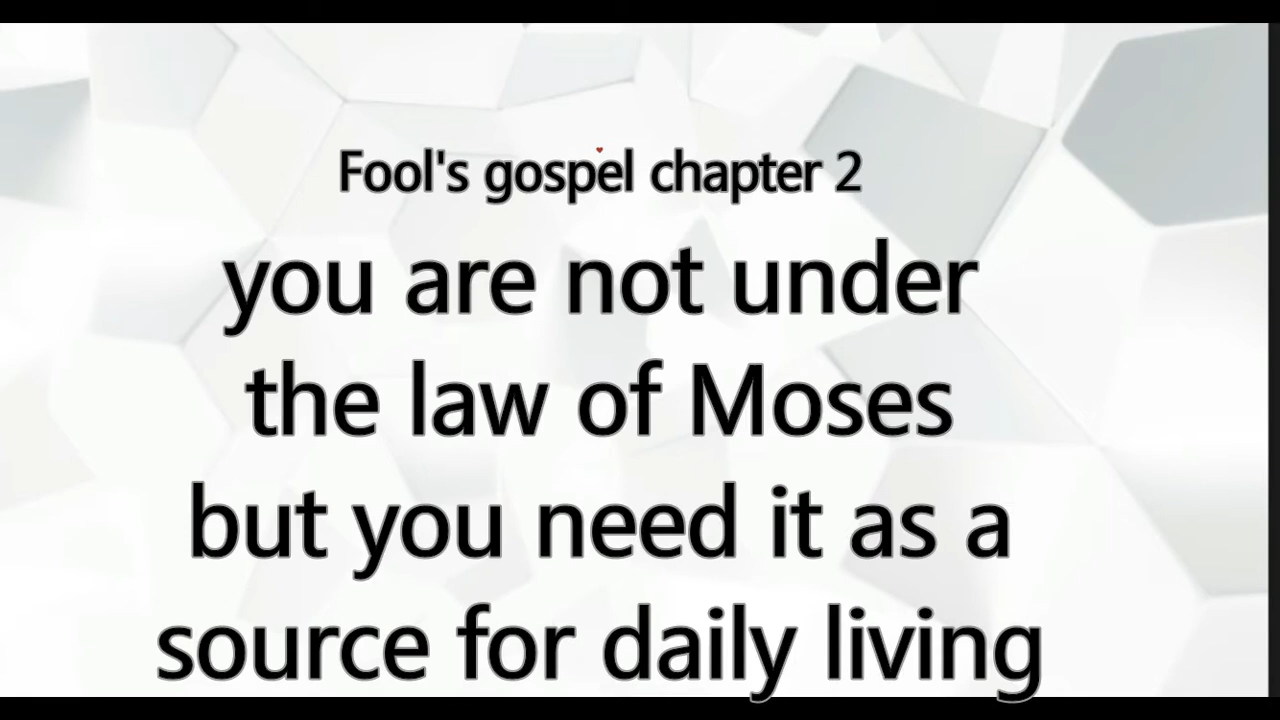 Fool's gospel chapter 2
you are not under
the law of Moses
but you need it as a
source for daily living